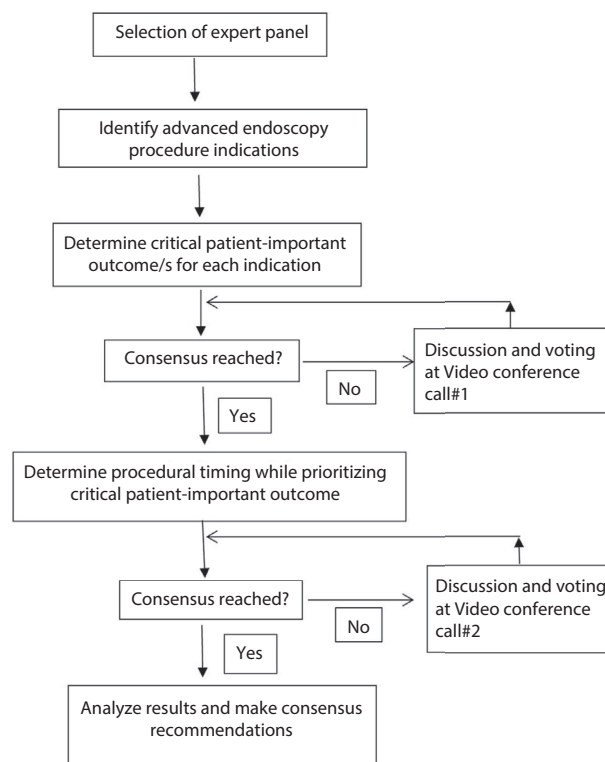 Selection of expert panel
Identify advanced endoscopy
procedure indications
Determine critical patient-important
outcome/s for each indication
Consensus reached?
No
Discussion and voting
at Video conference
call#1
Yes
Determine procedural timing while prioritizing
critical patient-important outcome
Consensus reached?
No
Discussion and voting
at Video conference
call#2
Yes
Analyze results and make consensus
recommendations